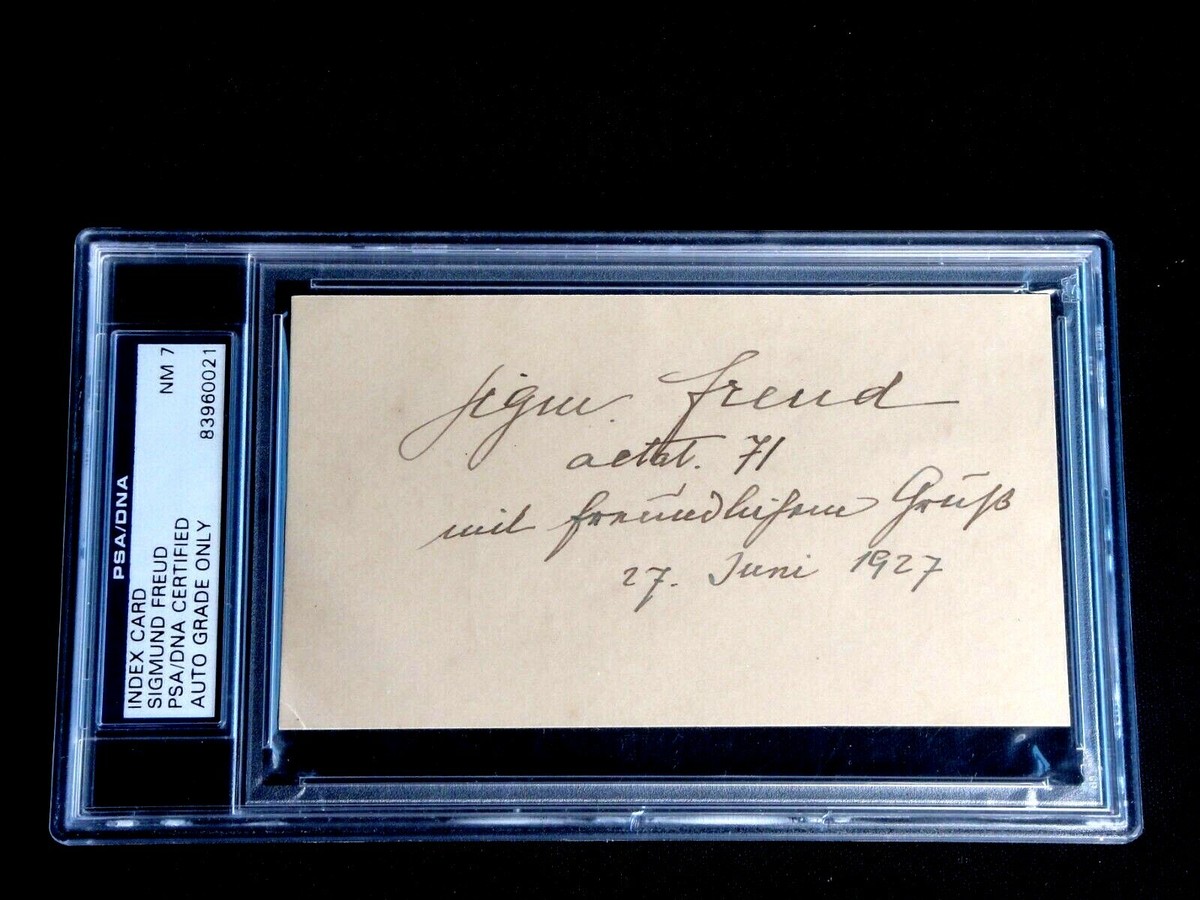 PSA/DNA
INDEX CARD NM 7
SIGMUND FREUD
PSA/DNA CERTIFIED
AUTO GRADE ONLY 83960021
Sigm. Freud
aetat. 71
mit freundlichem Gruß
27. Juni 1927